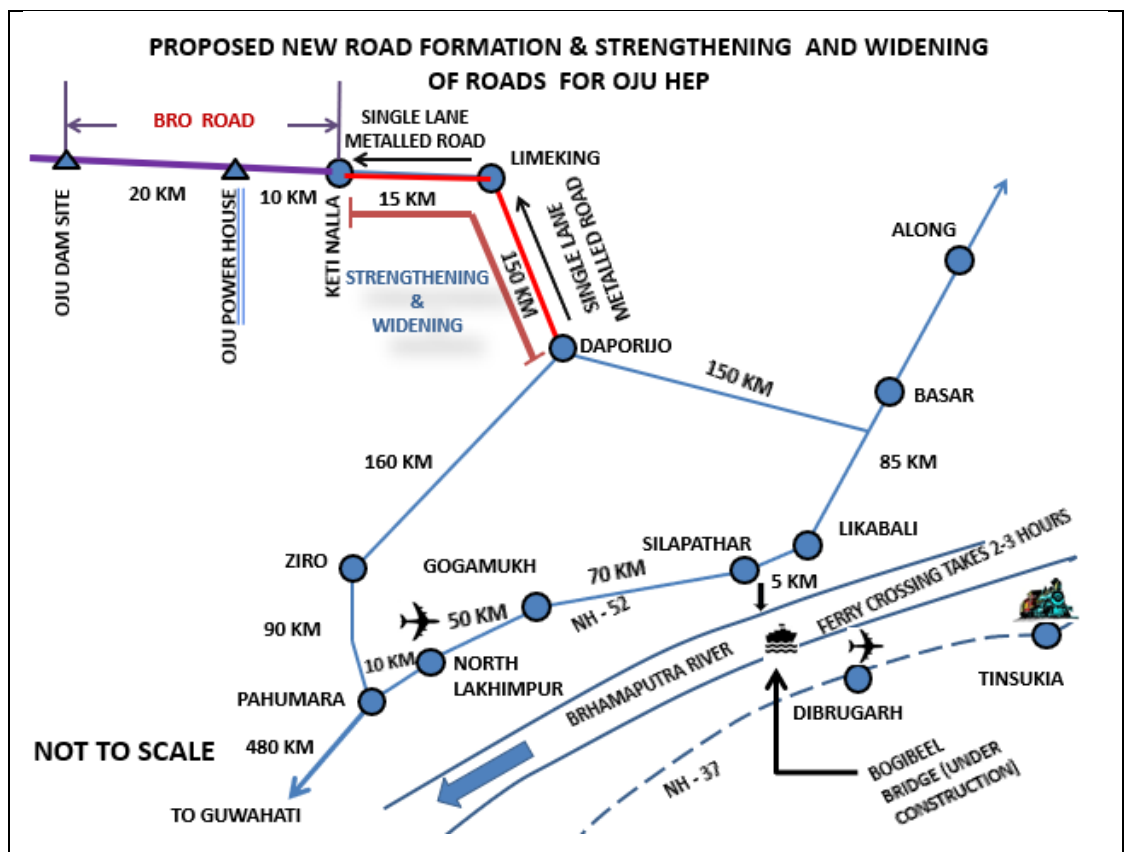 PROPOSED NEW ROAD FORMATION & STRENGTHENING AND WIDENING
OF ROADS FOR OJU HEP
BRO ROAD
SINGLE LANE
METALLED ROAD
LIMEKING
20 KM
10 KM
15 KM
OJU DAM SITE
OJU POWER HOUSE
KETI NALLA
150 KM
SINGLE LANE
METALLED ROAD
STRENGTHENING
&
WIDENING
ALONG
DAPORIJO
150 KM
BASAR
160 KM
85 KM
LIKABALI
SILAPATHAR
ZIRO
GOGAMUKH
70 KM
5 KM
FERRY CROSSING TAKES 2-3 HOURS
50 KM
NH - 52
90 KM
10 KM
NORTH
LAKHIMPUR
TINSUKIA
PAHUMARA
BRHAMAPUTRA RIVER
DIBRUGARH
NOT TO SCALE
480 KM
NH - 37
BOGIBEEL
BRIDGE (UNDER
CONSTRUCTION)
TO GUWAHATI